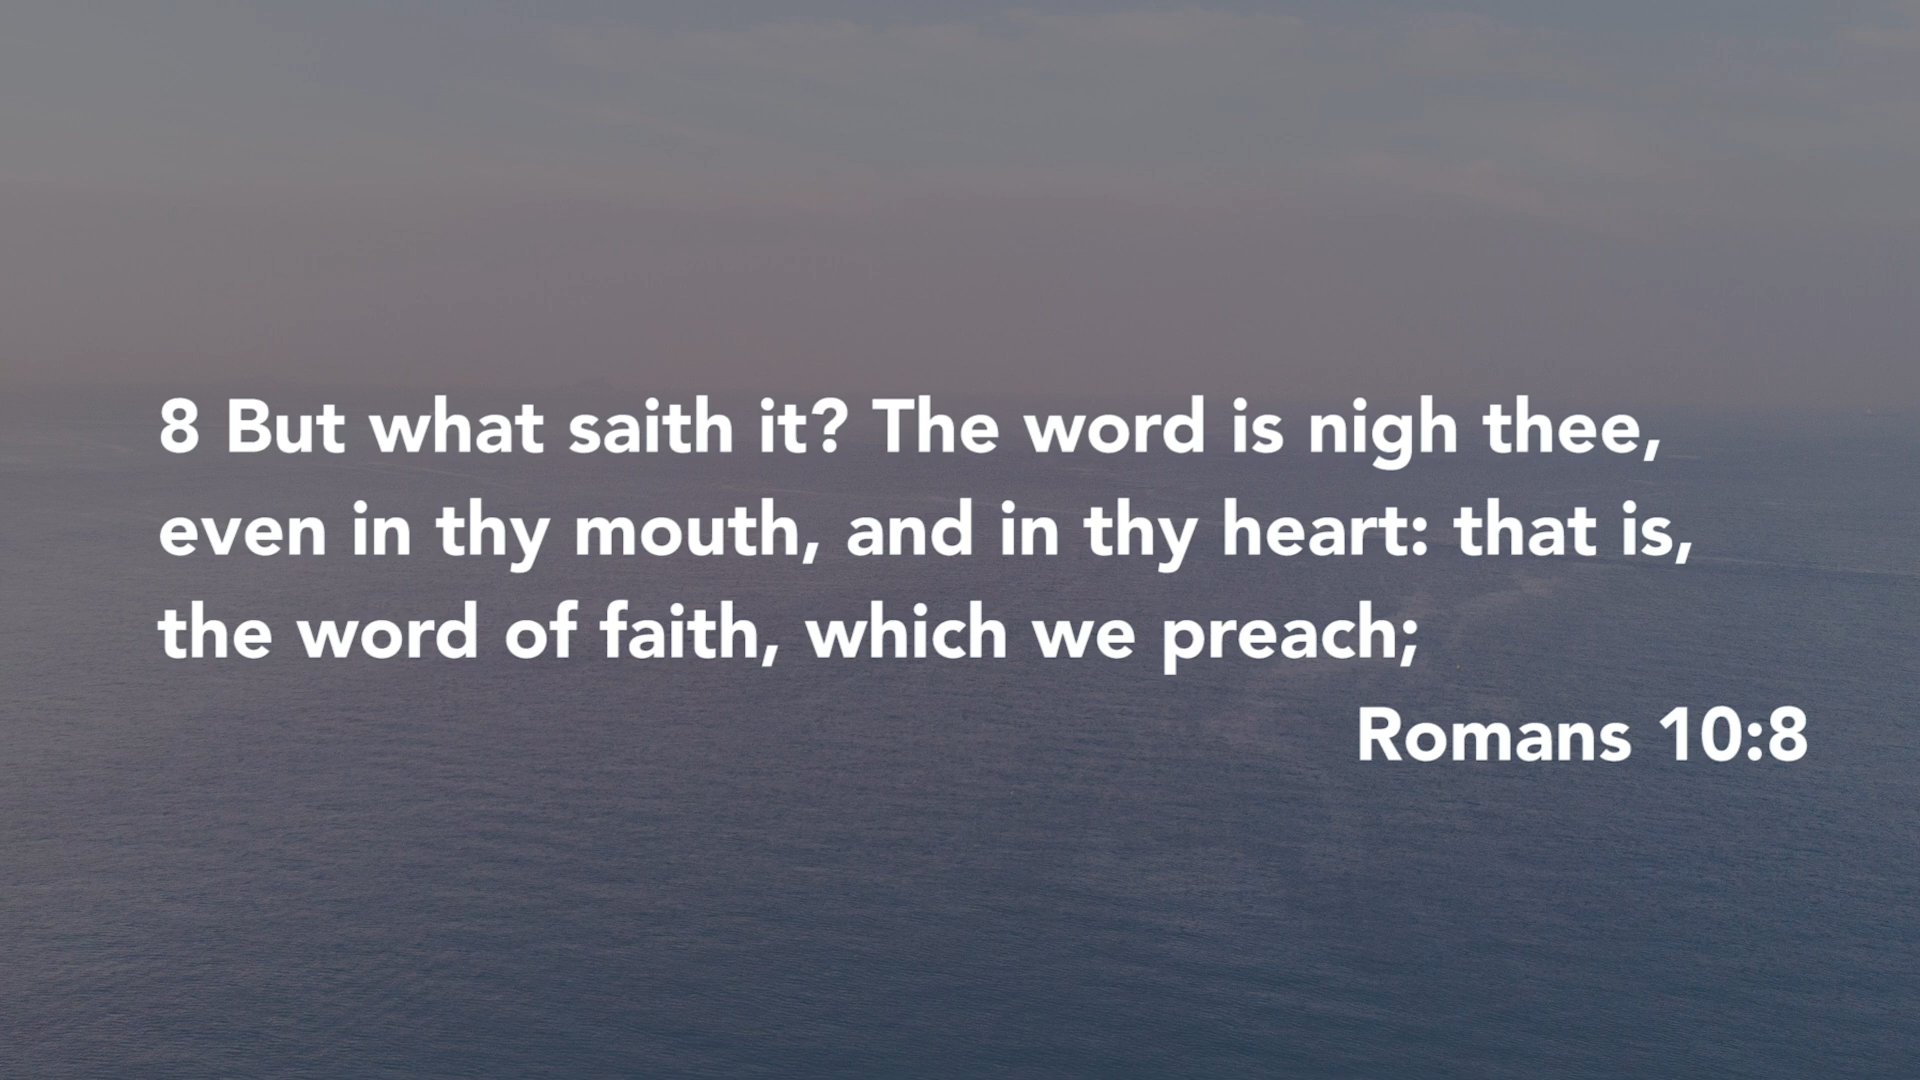 8 But what saith it? The word is nigh thee,
even in thy mouth, and in thy heart: that is,
the word of faith, which we preach;
Romans 10:8